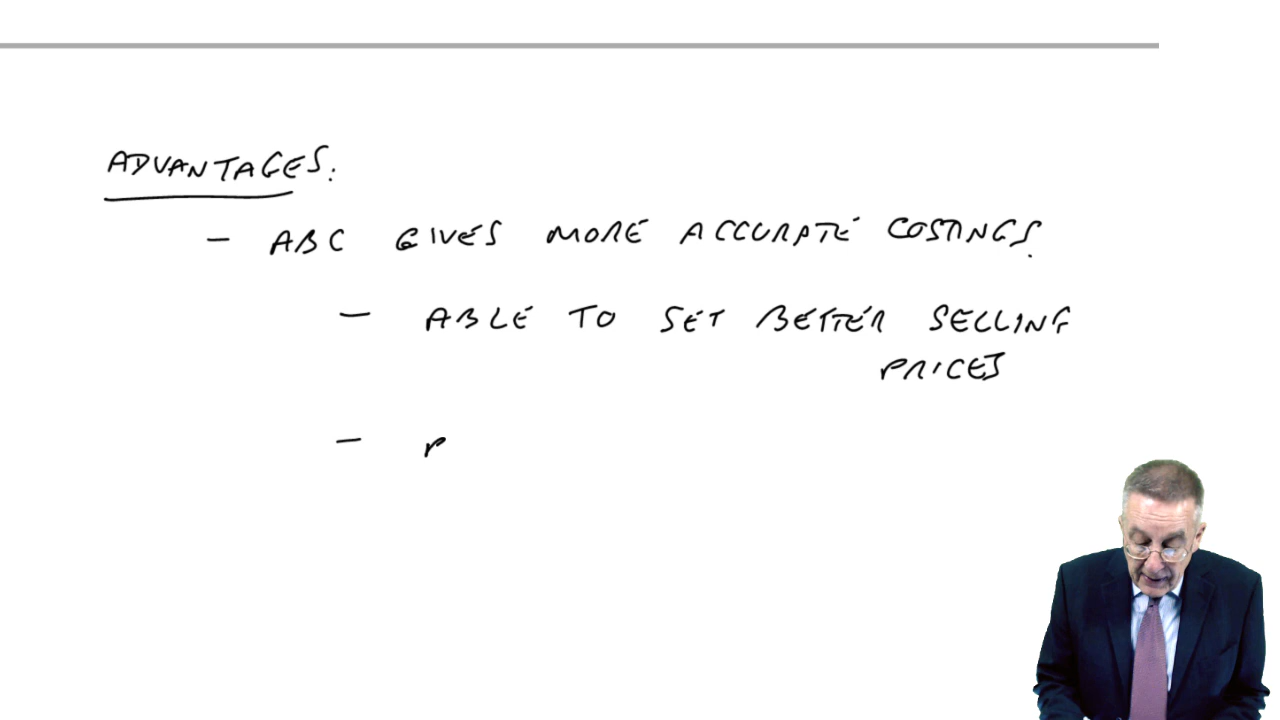 ADVANTAGES:
- ABC GIVES MORE ACCURATE COSTINGS.
- ABLE TO SET BETTER SELLING
PRICES
-